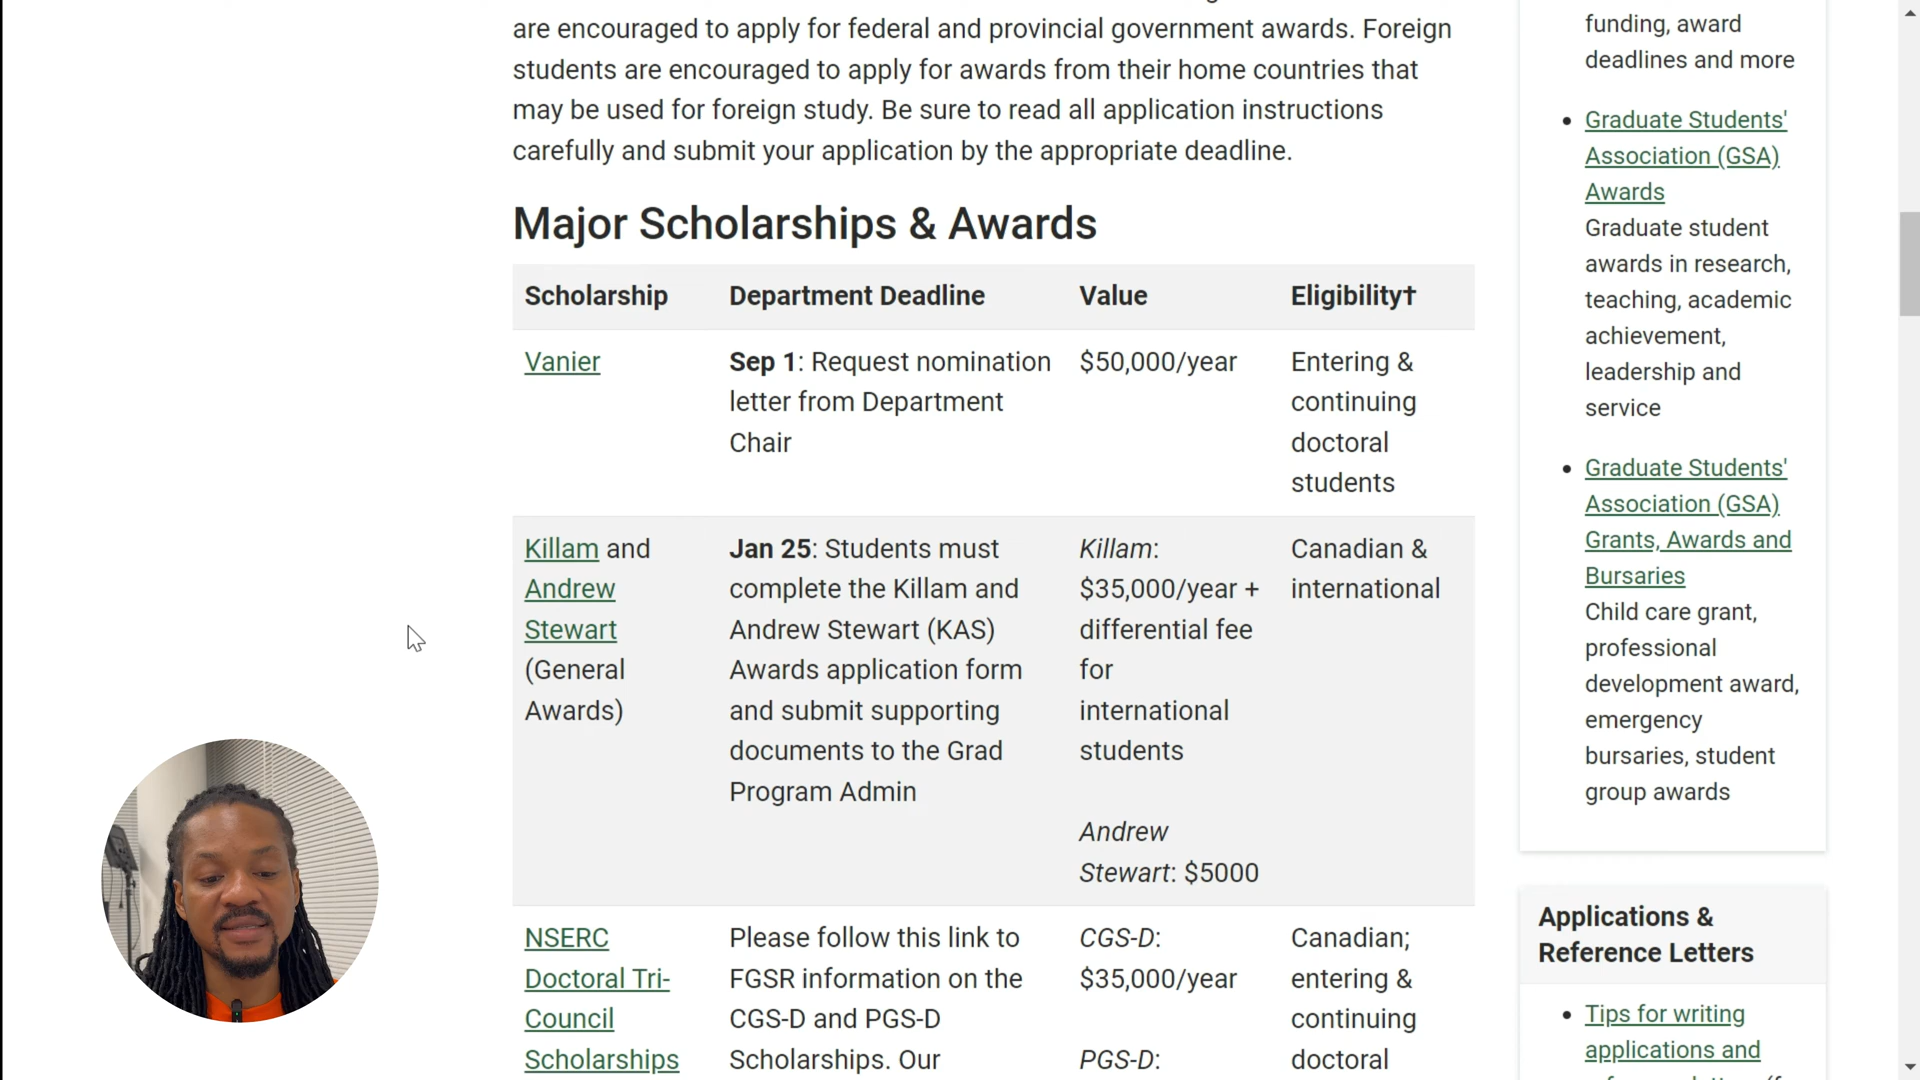 are encouraged to apply for federal and provincial government awards. Foreign
students are encouraged to apply for awards from their home countries that
may be used for foreign study. Be sure to read all application instructions
carefully and submit your application by the appropriate deadline.
Major Scholarships & Awards
Scholarship
Department Deadline
Value
Eligibility†
Vanier
Sep 1: Request nomination
letter from Department
Chair
$50,000/year
Entering &
continuing
doctoral
students
Killam and
Andrew
Stewart
(General
Awards)
Jan 25: Students must
complete the Killam and
Andrew Stewart (KAS)
Awards application form
and submit supporting
documents to the Grad
Program Admin
Killam:
$35,000/year +
differential fee
for
international
students
Andrew
Stewart: $5000
Canadian &
international
NSERC
Doctoral Tri-
Council
Scholarships
Please follow this link to
FGSR information on the
CGS-D and PGS-D
Scholarships. Our
CGS-D:
$35,000/year
PGS-D:
Canadian;
entering &
continuing
doctoral
funding, award
deadlines and more
Graduate Students'
Association (GSA)
Awards
Graduate student
awards in research,
teaching, academic
achievement,
leadership and
service
Graduate Students'
Association (GSA)
Grants, Awards and
Bursaries
Child care grant,
professional
development award,
emergency
bursaries, student
group awards
Applications &
Reference Letters
Tips for writing
applications and